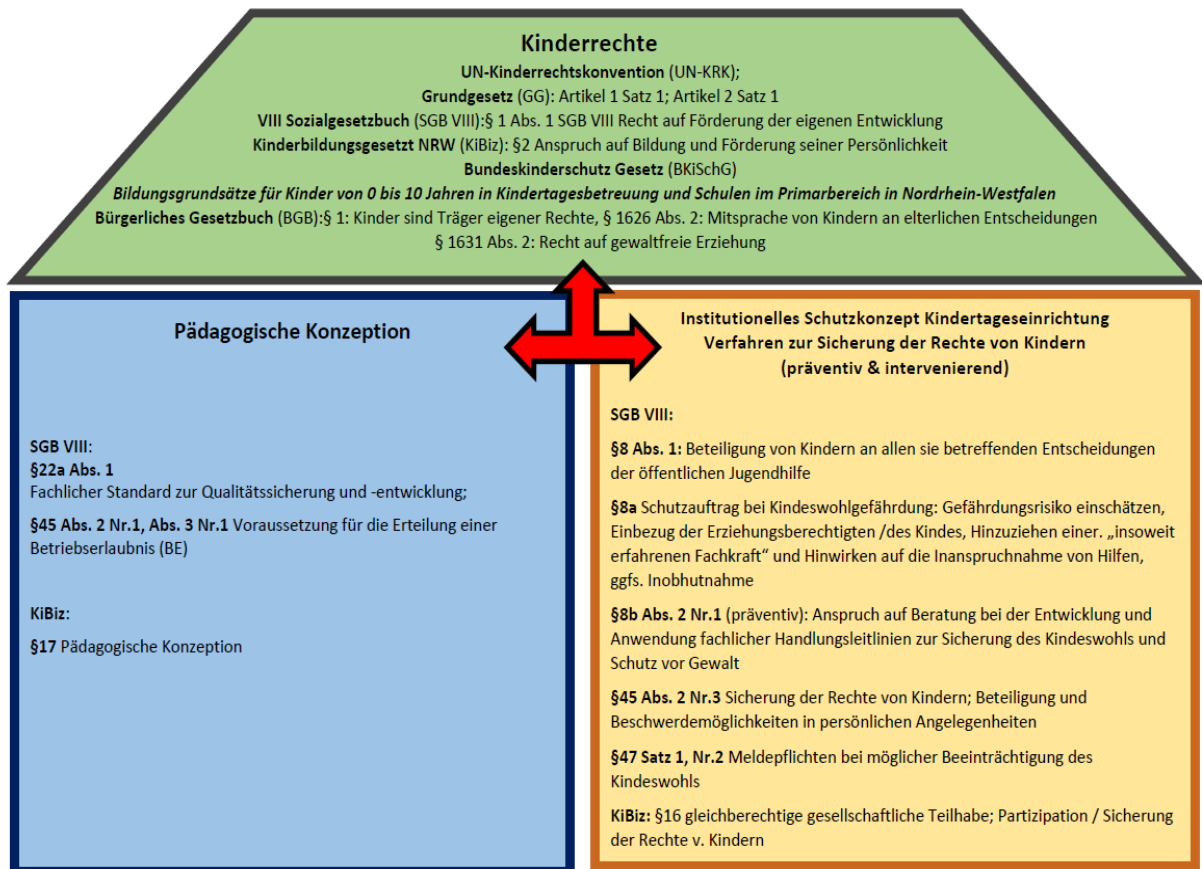 Kinderrechte
UN-Kinderrechtskonvention (UN-KRK);
Grundgesetz (GG): Artikel 1 Satz 1; Artikel 2 Satz 1
VIII Sozialgesetzbuch (SGB VIII):§ 1 Abs. 1 SGB VIII Recht auf Förderung der eigenen Entwicklung
Kinderbildungsgesetzt NRW (KiBiz): §2 Anspruch auf Bildung und Förderung seiner Persönlichkeit
Bundeskinderschutz Gesetz (BKiSchG)
Bildungsgrundsätze für Kinder von 0 bis 10 Jahren in Kindertagesbetreuung und Schulen im Primarbereich in Nordrhein-Westfalen
Bürgerliches Gesetzbuch (BGB):§ 1: Kinder sind Träger eigener Rechte, § 1626 Abs. 2: Mitsprache von Kindern an elterlichen Entscheidungen
§ 1631 Abs. 2: Recht auf gewaltfreie Erziehung
Pädagogische Konzeption
SGB VIII:
§22a Abs. 1
Fachlicher Standard zur Qualitätssicherung und -entwicklung;
§45 Abs. 2 Nr.1, Abs. 3 Nr.1 Voraussetzung für die Erteilung einer
Betriebserlaubnis (BE)
KiBiz:
§17 Pädagogische Konzeption
Institutionelles Schutzkonzept Kindertageseinrichtung
Verfahren zur Sicherung der Rechte von Kindern
(präventiv & intervenierend)
SGB VIII:
§8 Abs. 1: Beteiligung von Kindern an allen sie betreffenden Entscheidungen
der öffentlichen Jugendhilfe
§8a Schutzauftrag bei Kindeswohlgefährdung: Gefährdungsrisiko einschätzen,
Einbezug der Erziehungsberechtigten /des Kindes, Hinzuziehen einer. „insoweit
erfahrenen Fachkraft“ und Hinwirken auf die Inanspruchnahme von Hilfen,
ggfs. Inobhutnahme
§8b Abs. 2 Nr.1 (präventiv): Anspruch auf Beratung bei der Entwicklung und
Anwendung fachlicher Handlungsleitlinien zur Sicherung des Kindeswohls und
Schutz vor Gewalt
§45 Abs. 2 Nr.3 Sicherung der Rechte von Kindern; Beteiligung und
Beschwerdemöglichkeiten in persönlichen Angelegenheiten
§47 Satz 1, Nr.2 Meldepflichten bei möglicher Beeinträchtigung des
Kindeswohls
KiBiz: §16 gleichberechtige gesellschaftliche Teilhabe; Partizipation / Sicherung
der Rechte v. Kindern